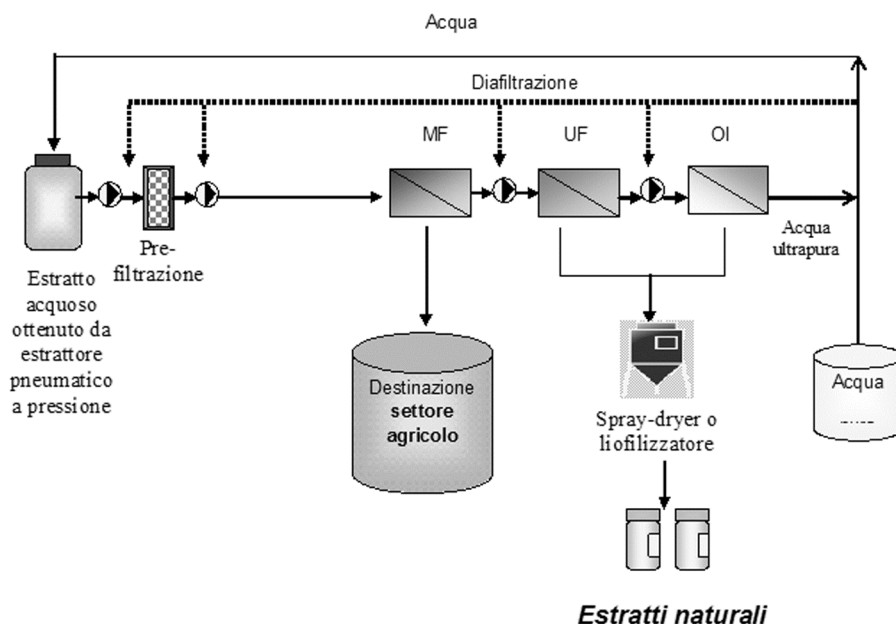 Acqua
Diafiltrazione
MF
UF
OI
Pre-
filtrazione
Acqua
ultrapura
Estratto
acquoso
ottenuto da
estrattore
pneumatico
a pressione
Destinazione
settore
agricolo
Spray-dryer o
liofilizzatore
Acqua
Estratti naturali